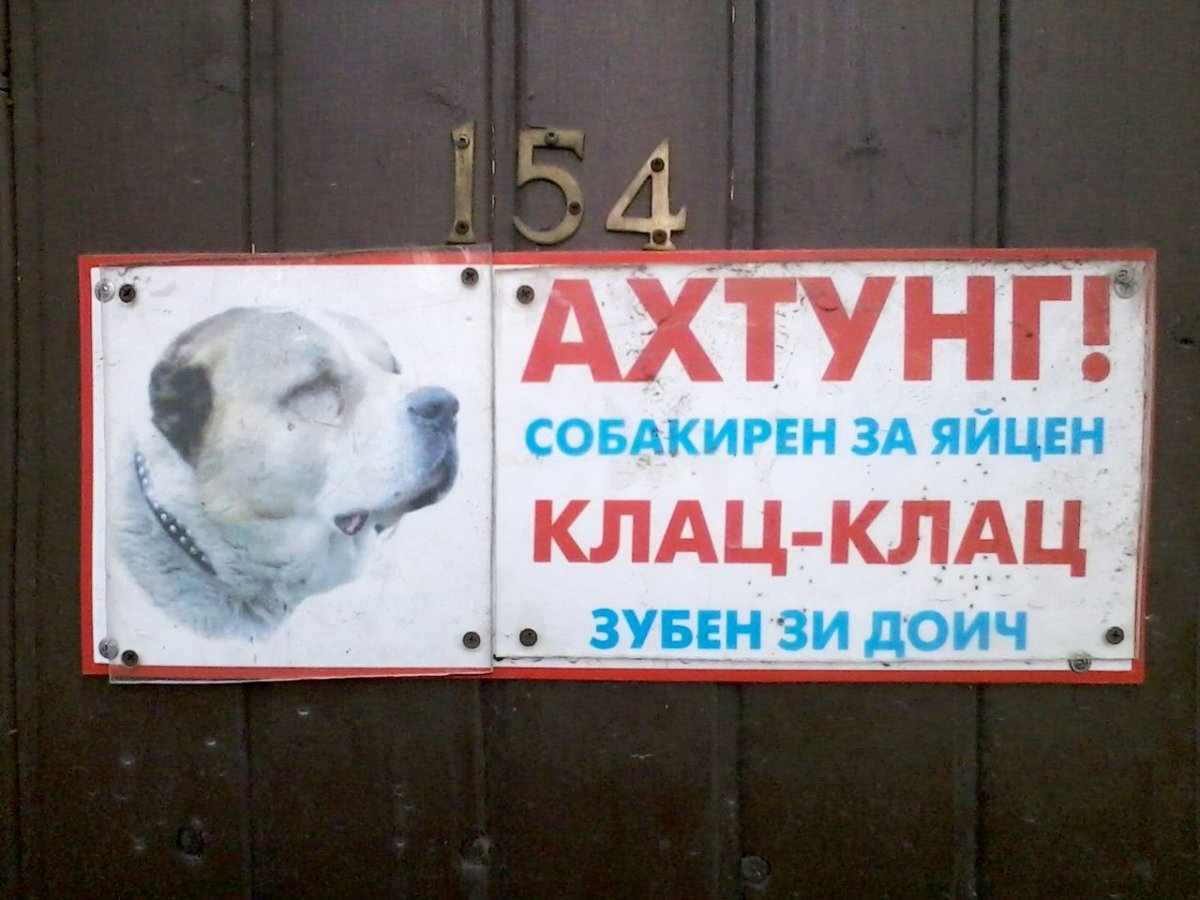 154
АХТУНГ!
СОБАКИРЕН ЗА ЯЙЦЕН
КЛАЦ-КЛАЦ
ЗУБЕН ЗИ ДОИЧ